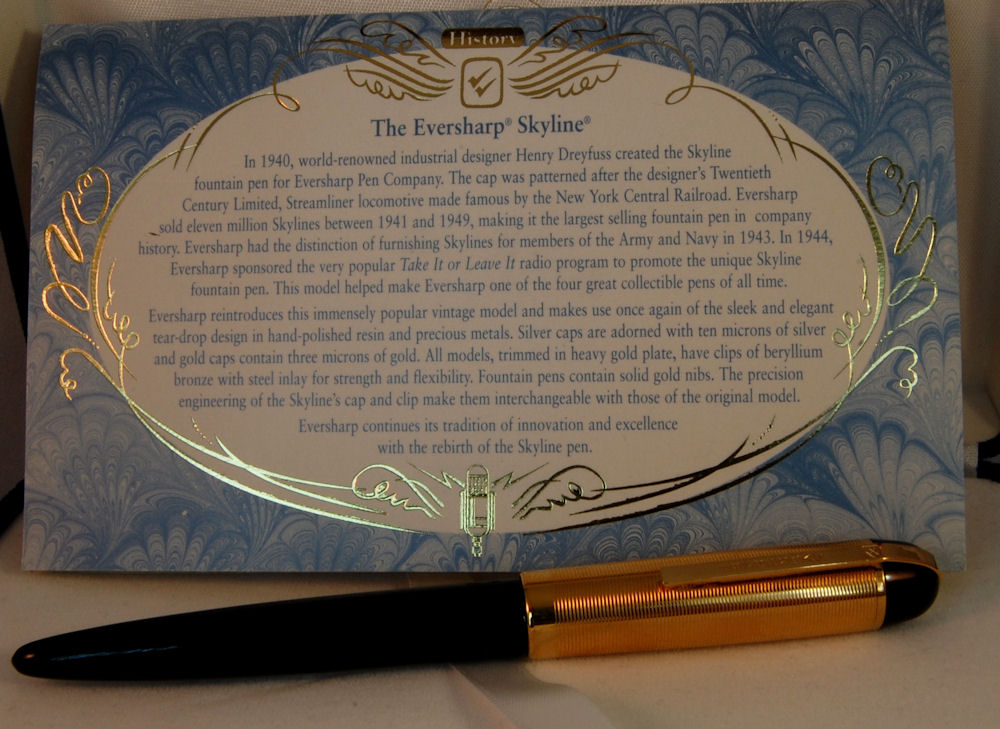 History
The Eversharp® Skyline®
In 1940, world-renowned industrial designer Henry Dreyfuss created the Skyline
fountain pen for Eversharp Pen Company. The cap was patterned after the designer's Twentieth
Century Limited, Streamliner locomotive made famous by the New York Central Railroad. Eversharp
sold eleven million Skylines between 1941 and 1949, making it the largest selling fountain pen in company
history. Eversharp had the distinction of furnishing Skylines for members of the Army and Navy in 1943. In 1944,
Eversharp sponsored the very popular Take It or Leave It radio program to promote the unique Skyline
fountain pen. This model helped make Eversharp one of the four great collectible pens of all time.
Eversharp reintroduces this immensely popular vintage model and makes use once again of the sleek and elegant
tear-drop design in hand-polished resin and precious metals. Silver caps are adorned with ten microns of silver
and gold caps contain three microns of gold. All models, trimmed in heavy gold plate, have clips of beryllium
bronze with steel inlay for strength and flexibility. Fountain pens contain solid gold nibs. The precision
engineering of the Skyline's cap and clip make them interchangeable with those of the original model.
Eversharp continues its tradition of innovation and excellence
with the rebirth of the Skyline pen.